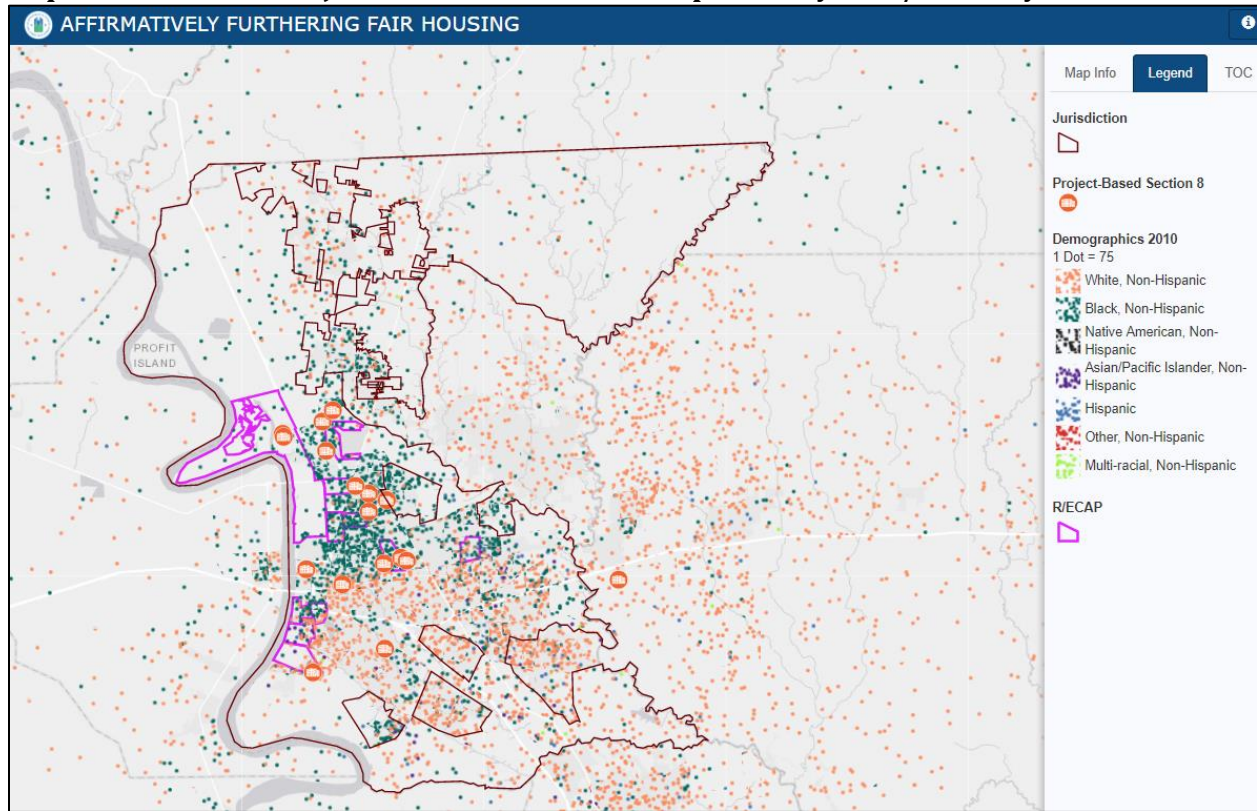 AFFIRMATIVELY FURTHERING FAIR HOUSING
Map Info Legend TOC
Jurisdiction
Project-Based Section 8
Demographics 2010
1 Dot = 75
White, Non-Hispanic
Black, Non-Hispanic
Native American, Non-
Hispanic
Asian/Pacific Islander, Non-
Hispanic
Hispanic
Other, Non-Hispanic
Multi-racial, Non-Hispanic
R/ECAP
PROFIT
ISLAND